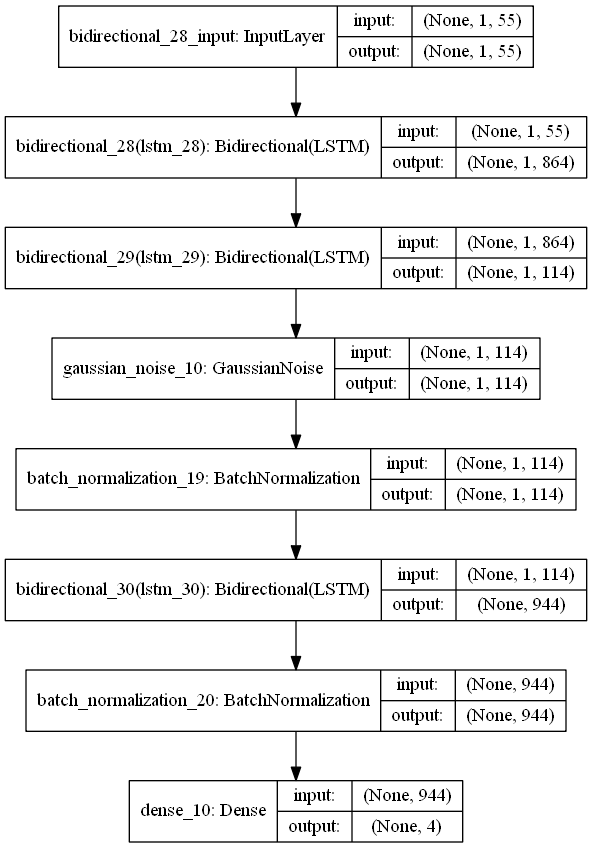 bidirectional_28_input: InputLayer
input: (None, 1, 55)
output: (None, 1, 55)
bidirectional_28(lstm_28): Bidirectional(LSTM)
input: (None, 1, 55)
output: (None, 1, 864)
bidirectional_29(lstm_29): Bidirectional(LSTM)
input: (None, 1, 864)
output: (None, 1, 114)
gaussian_noise_10: GaussianNoise
input: (None, 1, 114)
output: (None, 1, 114)
batch_normalization_19: BatchNormalization
input: (None, 1, 114)
output: (None, 1, 114)
bidirectional_30(lstm_30): Bidirectional(LSTM)
input: (None, 1, 114)
output: (None, 944)
batch_normalization_20: BatchNormalization
input: (None, 944)
output: (None, 944)
dense_10: Dense
input: (None, 944)
output: (None, 4)